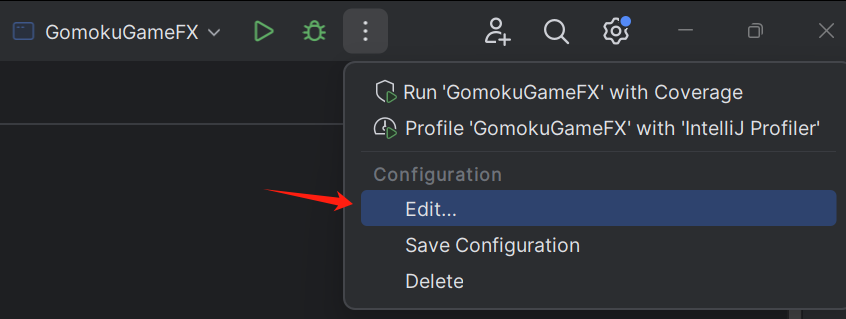 GomokuGameFX
Run 'GomokuGameFX' with Coverage
Profile 'GomokuGameFX' with 'IntelliJ Profiler'
Configuration
Edit...
Save Configuration
Delete